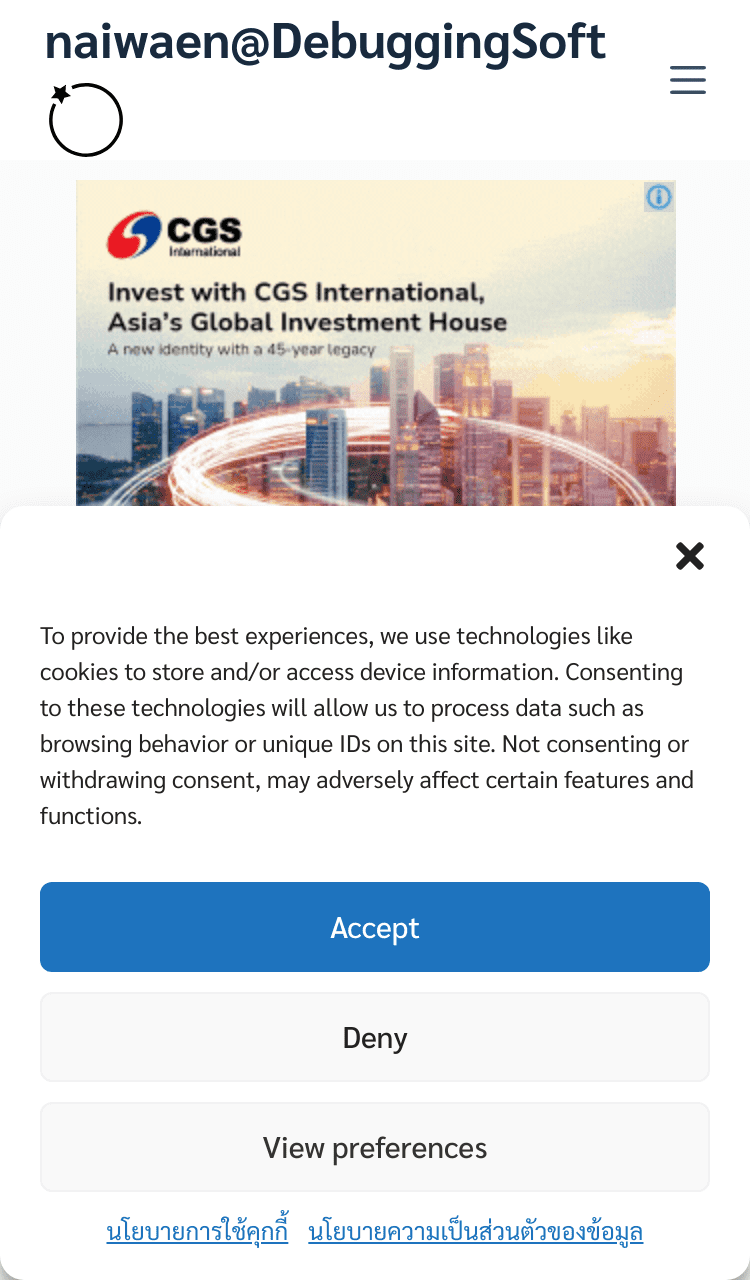 naiwaen@DebuggingSoft
CGS
International
Invest with CGS International,
Asia's Global Investment House
A new identity with a 45-year legacy
To provide the best experiences, we use technologies like
cookies to store and/or access device information. Consenting
to these technologies will allow us to process data such as
browsing behavior or unique IDs on this site. Not consenting or
withdrawing consent, may adversely affect certain features and
functions.
Accept
Deny
View preferences
นโยบายการใช้คุกกี้ นโยบายความเป็นส่วนตัวของข้อมูล